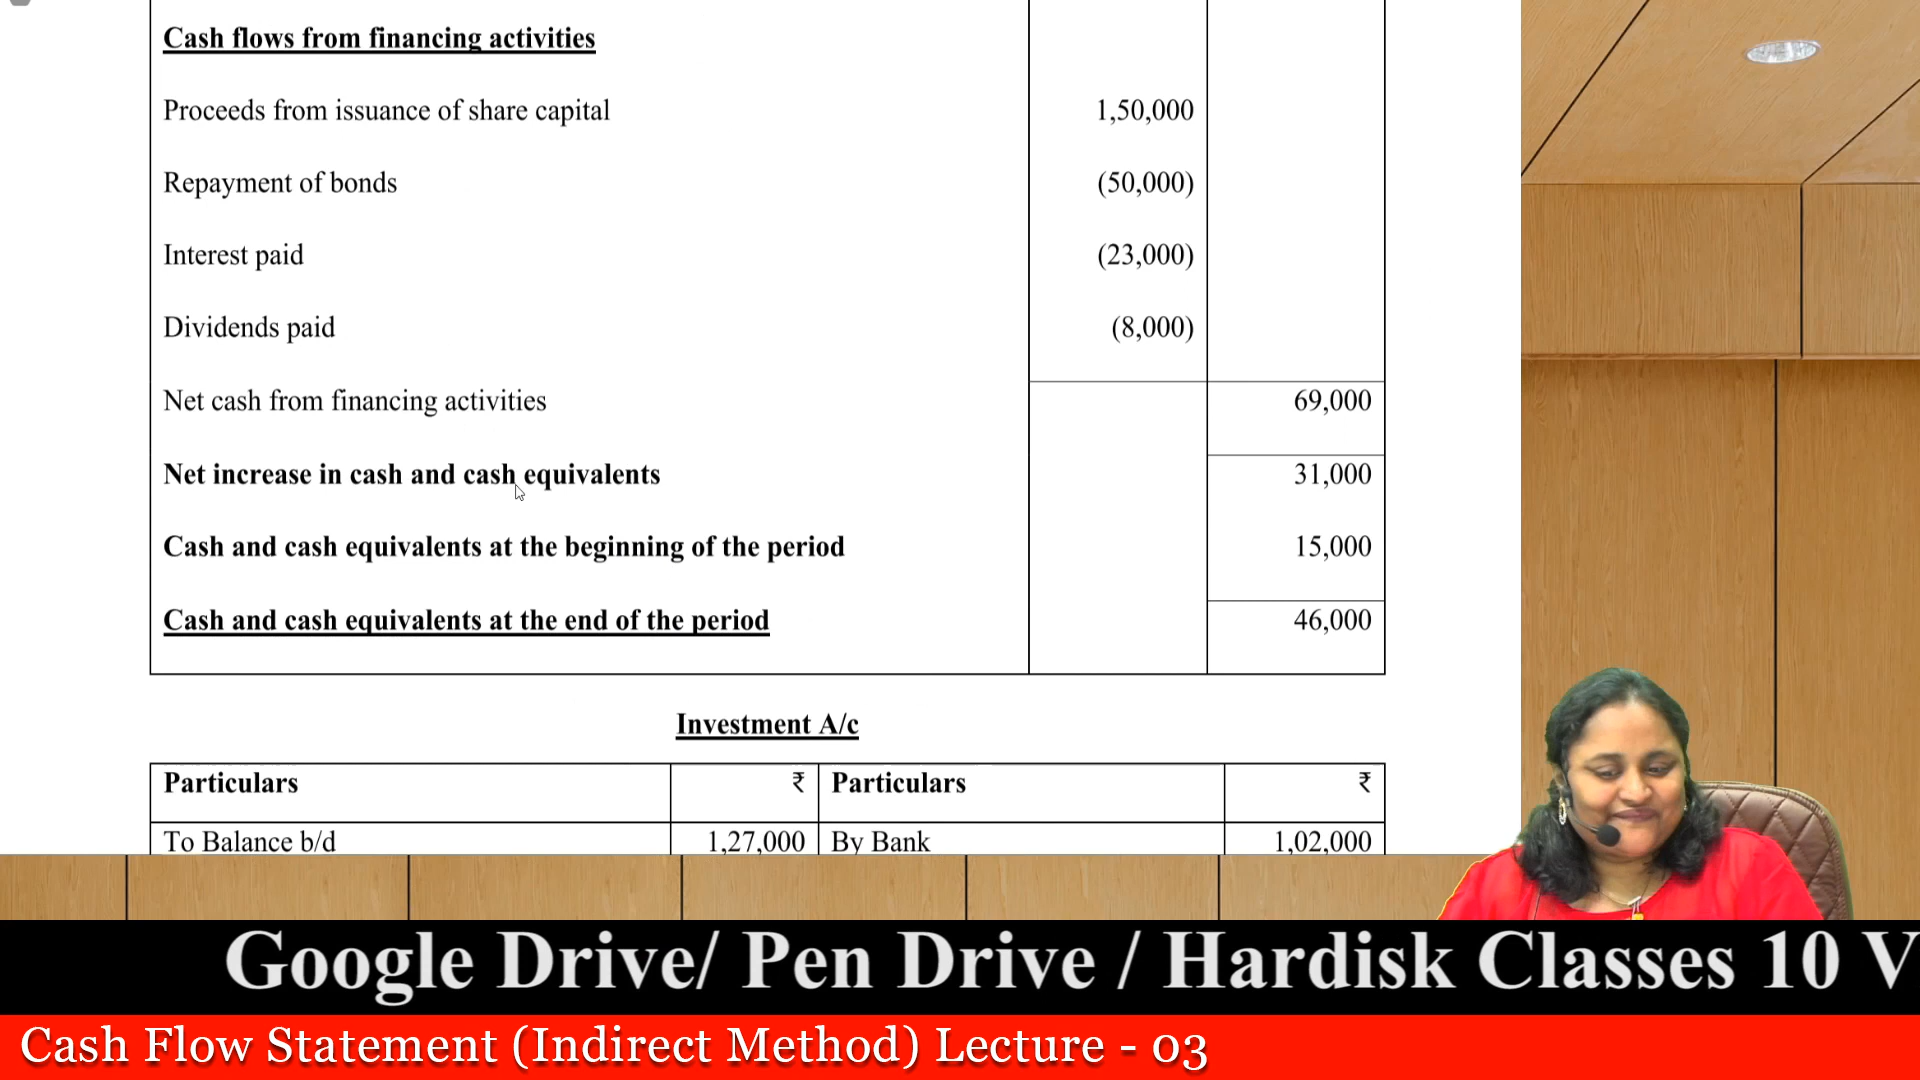 Cash flows from financing activities
Proceeds from issuance of share capital 1,50,000
Repayment of bonds (50,000)
Interest paid (23,000)
Dividends paid (8,000)
Net cash from financing activities 69,000
Net increase in cash and cash equivalents 31,000
Cash and cash equivalents at the beginning of the period 15,000
Cash and cash equivalents at the end of the period 46,000
Investment A/c
Particulars ₹ Particulars ₹
To Balance b/d 1,27,000 By Bank 1,02,000
Google Drive/ Pen Drive / Hardisk Classes 10 V
Cash Flow Statement (Indirect Method) Lecture - 03